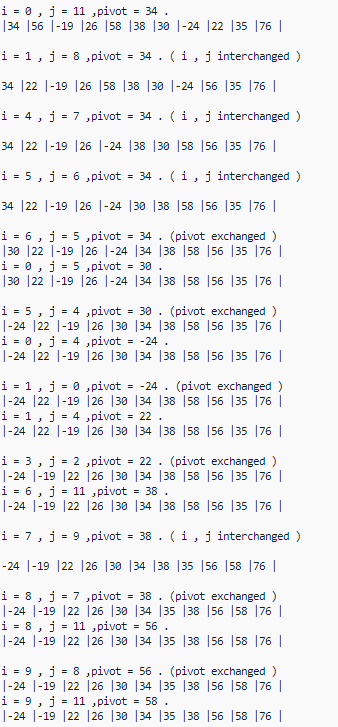 i = 0 , j = 11 ,pivot = 34 .
|34 |56 |-19 |26 |58 |38 |30 |-24 |22 |35 |76 |
i = 1 , j = 8 ,pivot = 34 . ( i , j interchanged )
34 |22 |-19 |26 |58 |38 |30 |-24 |56 |35 |76 |
i = 4 , j = 7 ,pivot = 34 . ( i , j interchanged )
34 |22 |-19 |26 |-24 |38 |30 |58 |56 |35 |76 |
i = 5 , j = 6 ,pivot = 34 . ( i , j interchanged )
34 |22 |-19 |26 |-24 |30 |38 |58 |56 |35 |76 |
i = 6 , j = 5 ,pivot = 34 . (pivot exchanged )
|30 |22 |-19 |26 |-24 |34 |38 |58 |56 |35 |76 |
i = 0 , j = 5 ,pivot = 30 .
|30 |22 |-19 |26 |-24 |34 |38 |58 |56 |35 |76 |
i = 5 , j = 4 ,pivot = 30 . (pivot exchanged )
|-24 |22 |-19 |26 |30 |34 |38 |58 |56 |35 |76 |
i = 0 , j = 4 ,pivot = -24 .
|-24 |22 |-19 |26 |30 |34 |38 |58 |56 |35 |76 |
i = 1 , j = 0 ,pivot = -24 . (pivot exchanged )
|-24 |22 |-19 |26 |30 |34 |38 |58 |56 |35 |76 |
i = 1 , j = 4 ,pivot = 22 .
|-24 |22 |-19 |26 |30 |34 |38 |58 |56 |35 |76 |
i = 3 , j = 2 ,pivot = 22 . (pivot exchanged )
|-24 |-19 |22 |26 |30 |34 |38 |58 |56 |35 |76 |
i = 6 , j = 11 ,pivot = 38 .
|-24 |-19 |22 |26 |30 |34 |38 |58 |56 |35 |76 |
i = 7 , j = 9 ,pivot = 38 . ( i , j interchanged )
-24 |-19 |22 |26 |30 |34 |38 |35 |56 |58 |76 |
i = 8 , j = 7 ,pivot = 38 . (pivot exchanged )
|-24 |-19 |22 |26 |30 |34 |35 |38 |56 |58 |76 |
i = 8 , j = 11 ,pivot = 56 .
|-24 |-19 |22 |26 |30 |34 |35 |38 |56 |58 |76 |
i = 9 , j = 8 ,pivot = 56 . (pivot exchanged )
|-24 |-19 |22 |26 |30 |34 |35 |38 |56 |58 |76 |
i = 9 , j = 11 ,pivot = 58 .
|-24 |-19 |22 |26 |30 |34 |35 |38 |56 |58 |76 |